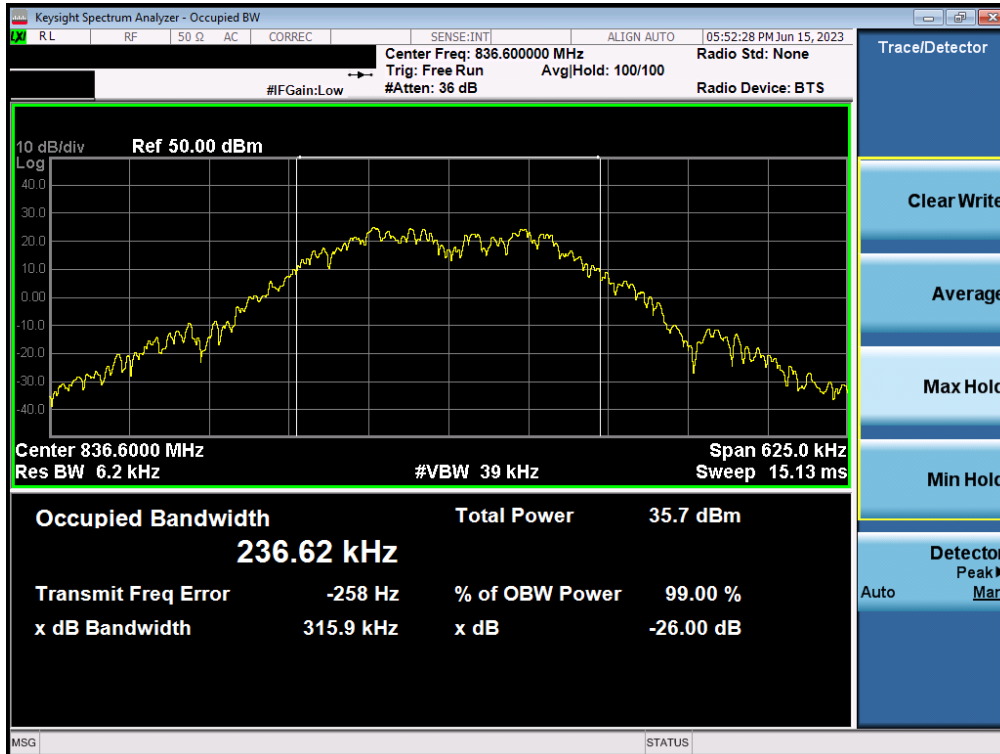 Keysight Spectrum Analyzer - Occupied BW
LXI RL RF 50 Ω AC CORREC SENSE:INT ALIGN AUTO 05:52:28 PM Jun 15, 2023
Center Freq: 836.600000 MHz Radio Std: None
Trig: Free Run Avg|Hold: 100/100
#IFGain:Low #Atten: 36 dB Radio Device: BTS
Trace/Detector
10 dB/div Ref 50.00 dBm
Log
40.0
30.0
20.0
10.0
0.00
-10.0
-20.0
-30.0
-40.0
Center 836.6000 MHz Span 625.0 kHz
Res BW 6.2 kHz #VBW 39 kHz Sweep 15.13 ms
Occupied Bandwidth Total Power 35.7 dBm
236.62 kHz
Transmit Freq Error -258 Hz % of OBW Power 99.00 %
x dB Bandwidth 315.9 kHz x dB -26.00 dB
Clear Write
Average
Max Hold
Min Hold
Detector
Peak
Auto Man
MSG STATUS